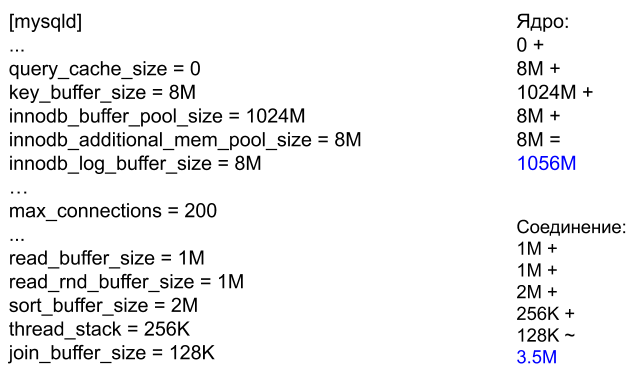 [mysqld]
...
query_cache_size = 0
key_buffer_size = 8M
innodb_buffer_pool_size = 1024M
innodb_additional_mem_pool_size = 8M
innodb_log_buffer_size = 8M
…
max_connections = 200
...
read_buffer_size = 1M
read_rnd_buffer_size = 1M
sort_buffer_size = 2M
thread_stack = 256K
join_buffer_size = 128K
Ядро:
0 +
8M +
1024M +
8M +
8M =
1056M
Соединение:
1M +
1M +
2M +
256K +
128K ~
3.5M